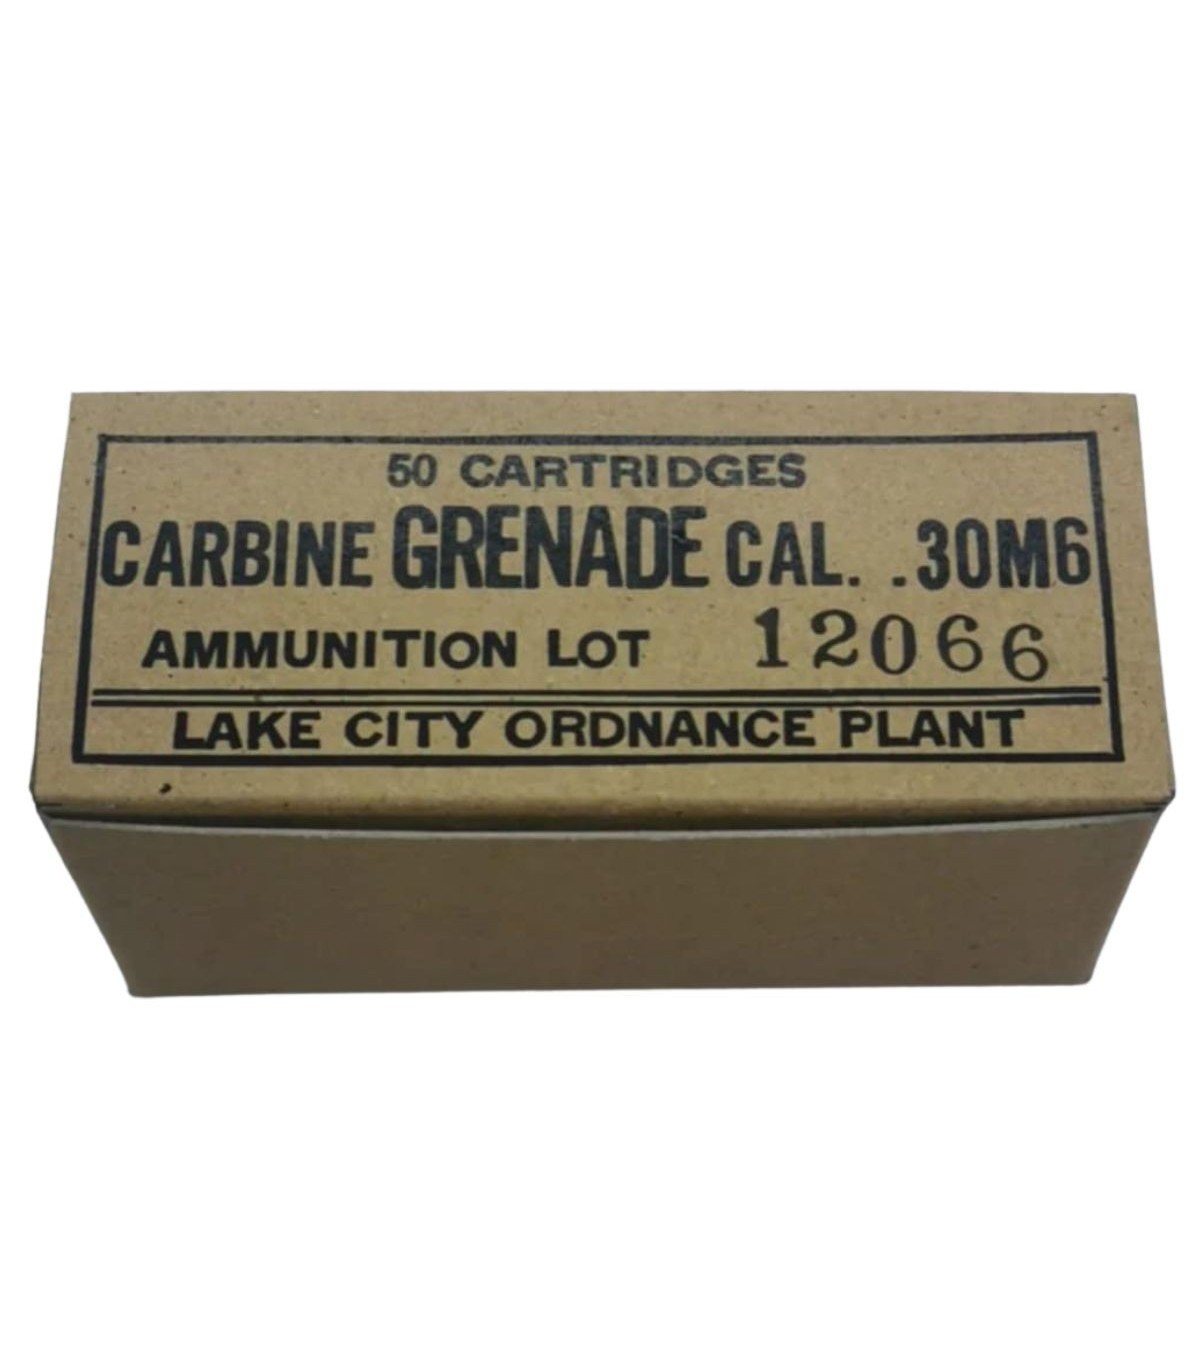 50 CARTRIDGES
CARBINE GRENADE CAL. .30M6
AMMUNITION LOT 12066
LAKE CITY ORDNANCE PLANT